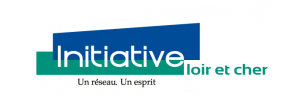 Initiative
loir et cher
Un réseau. Un esprit